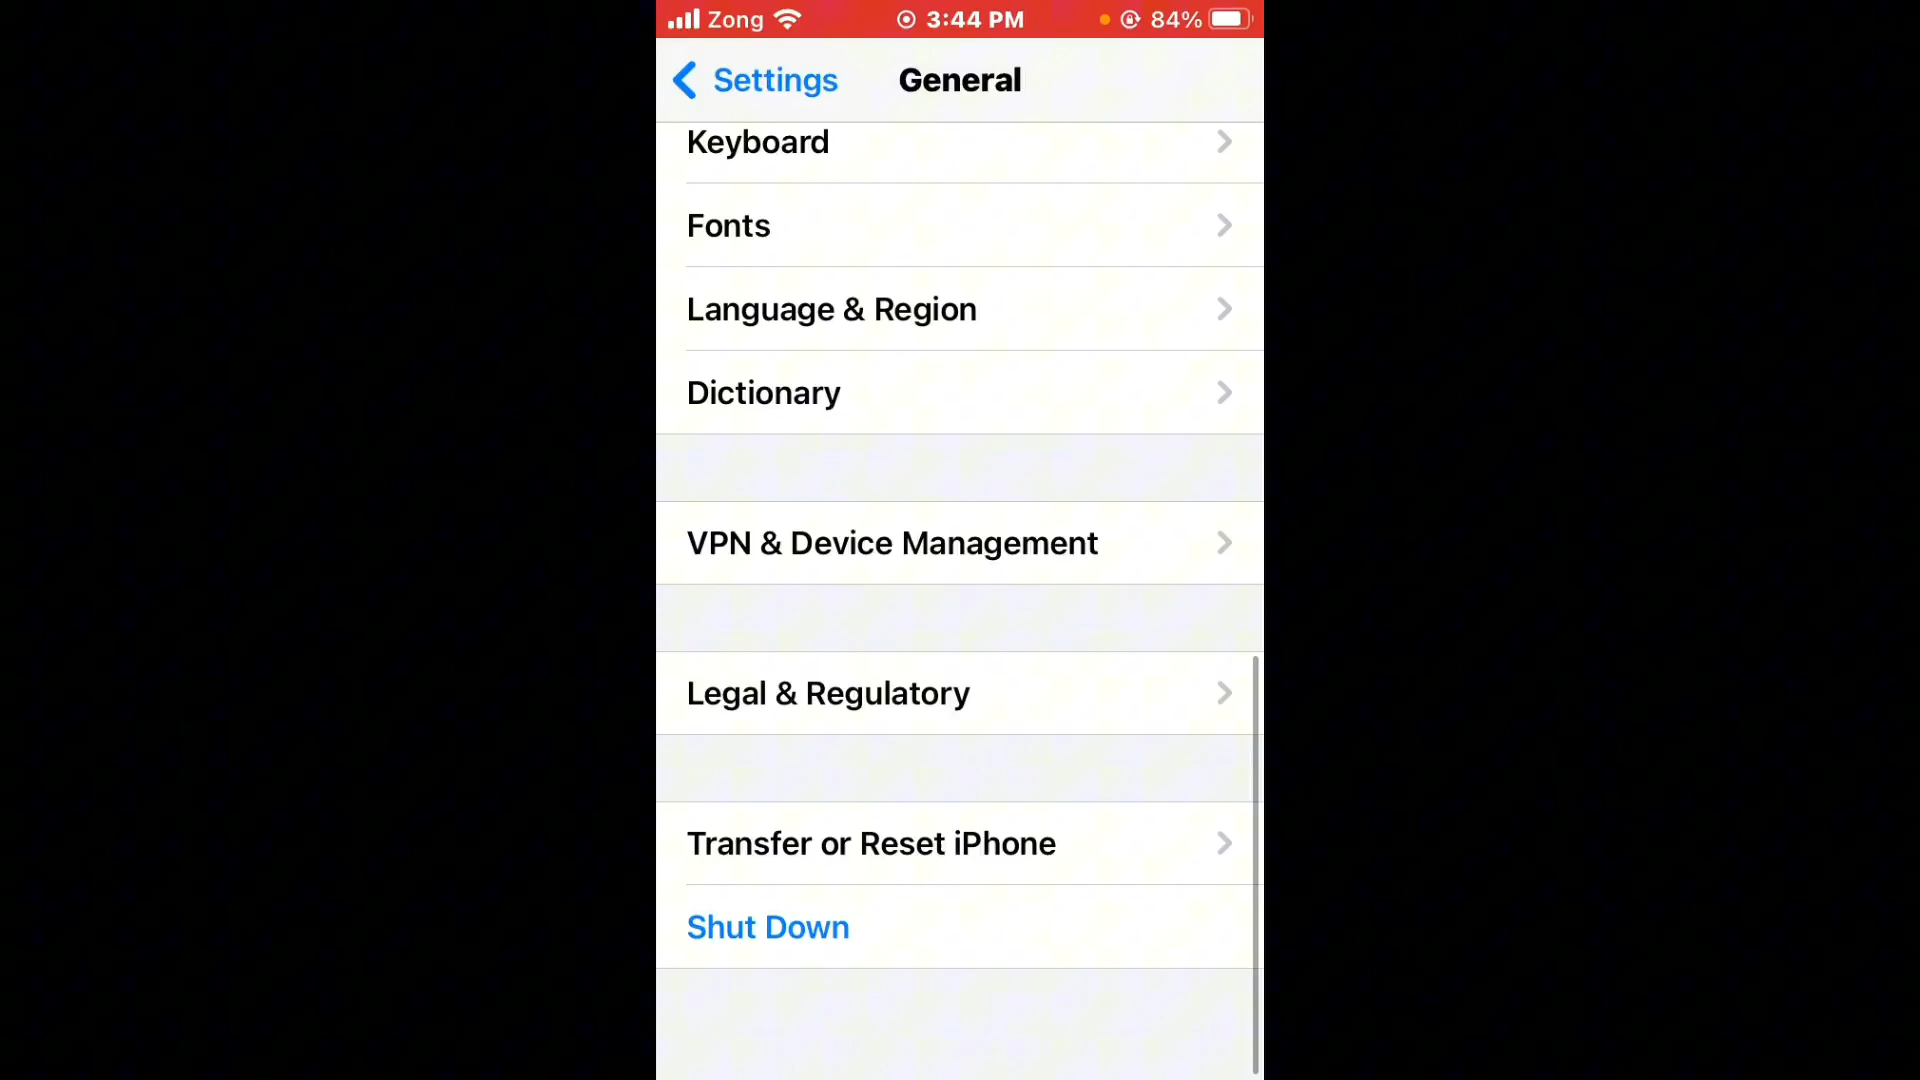 Zong 3:44 PM 84%
Settings General
Keyboard
Fonts
Language & Region
Dictionary
VPN & Device Management
Legal & Regulatory
Transfer or Reset iPhone
Shut Down